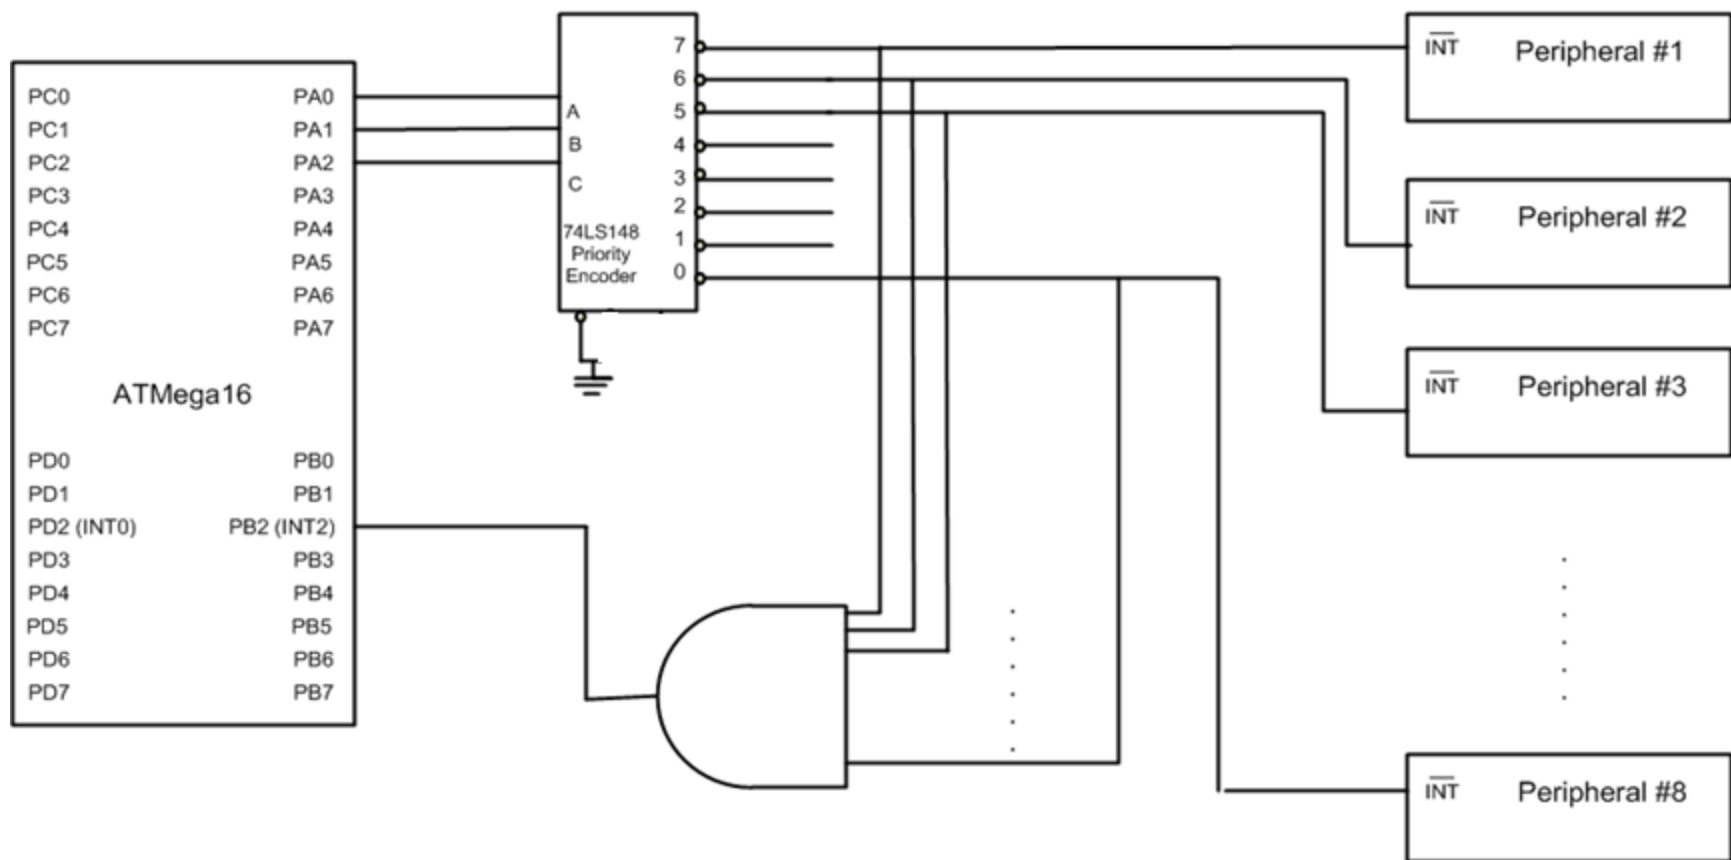 PC0 PA0
PC1 PA1
PC2 PA2
PC3 PA3
PC4 PA4
PC5 PA5
PC6 PA6
PC7 PA7
ATMega16
PD0 PB0
PD1 PB1
PD2 (INT0) PB2 (INT2)
PD3 PB3
PD4 PB4
PD5 PB5
PD6 PB6
PD7 PB7
7
6
A 5
B 4
C 3
2
74LS148 1
Priority
Encoder 0
INT Peripheral #1
INT Peripheral #2
INT Peripheral #3
INT Peripheral #8